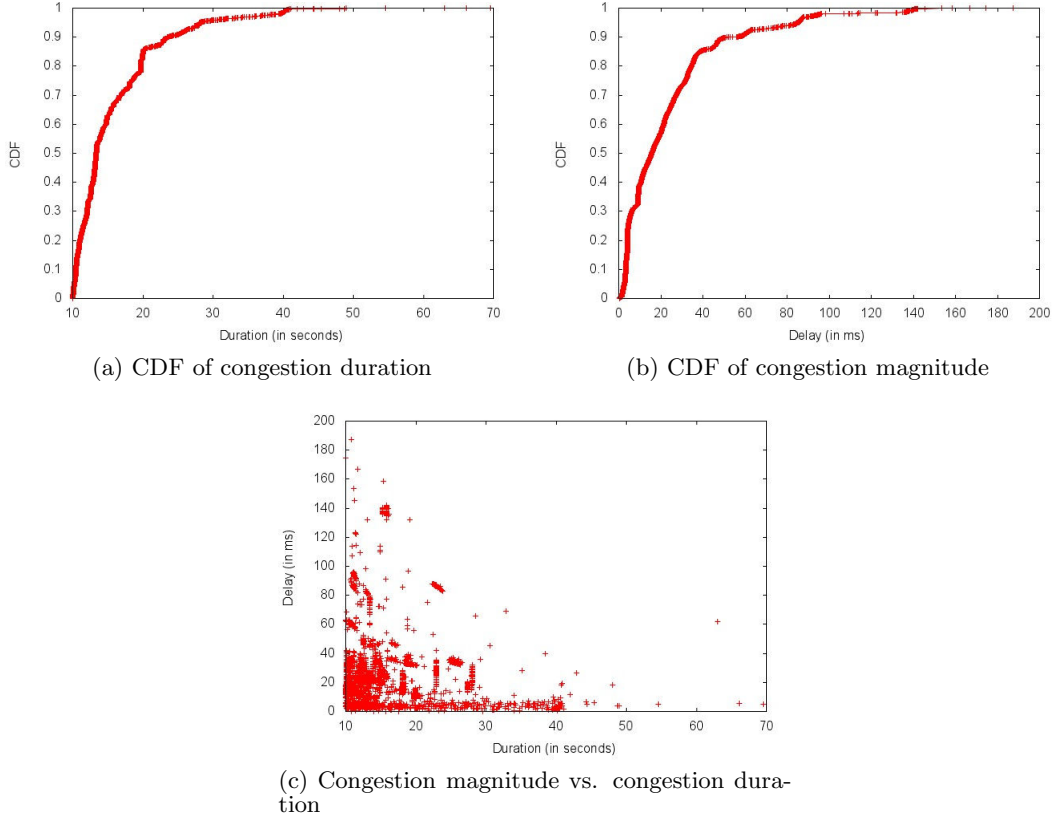 1
0.9
0.8
0.7
0.6
0.5
0.4
0.3
0.2
0.1
0
CDF
10 20 30 40 50 60 70
Duration (in seconds)
(a) CDF of congestion duration
1
0.9
0.8
0.7
0.6
0.5
0.4
0.3
0.2
0.1
0
CDF
0 20 40 60 80 100 120 140 160 180 200
Delay (in ms)
(b) CDF of congestion magnitude
200
180
160
140
120
100
80
60
40
20
0
Delay (in ms)
10 20 30 40 50 60 70
Duration (in seconds)
(c) Congestion magnitude vs. congestion dura-
tion